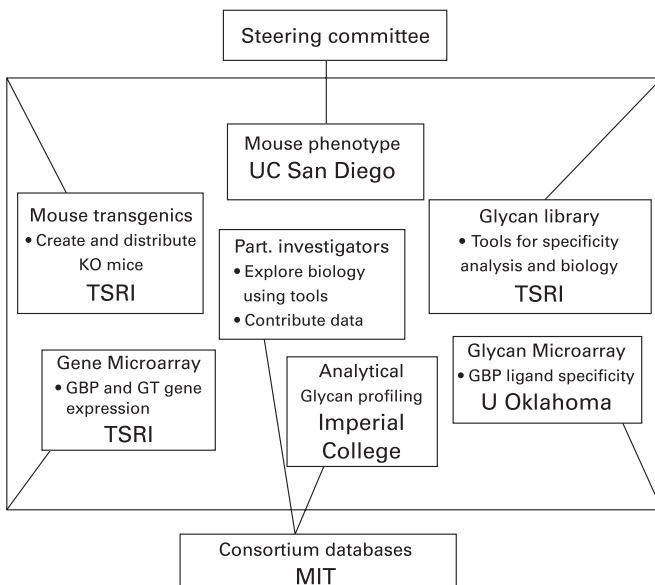 Steering committee
Mouse phenotype
UC San Diego
Mouse transgenics
• Create and distribute
KO mice
TSRI
Part. investigators
• Explore biology
using tools
• Contribute data
Glycan library
• Tools for specificity
analysis and biology
TSRI
Gene Microarray
• GBP and GT gene
expression
TSRI
Analytical
Glycan profiling
Imperial
College
Glycan Microarray
• GBP ligand specificity
U Oklahoma
Consortium databases
MIT